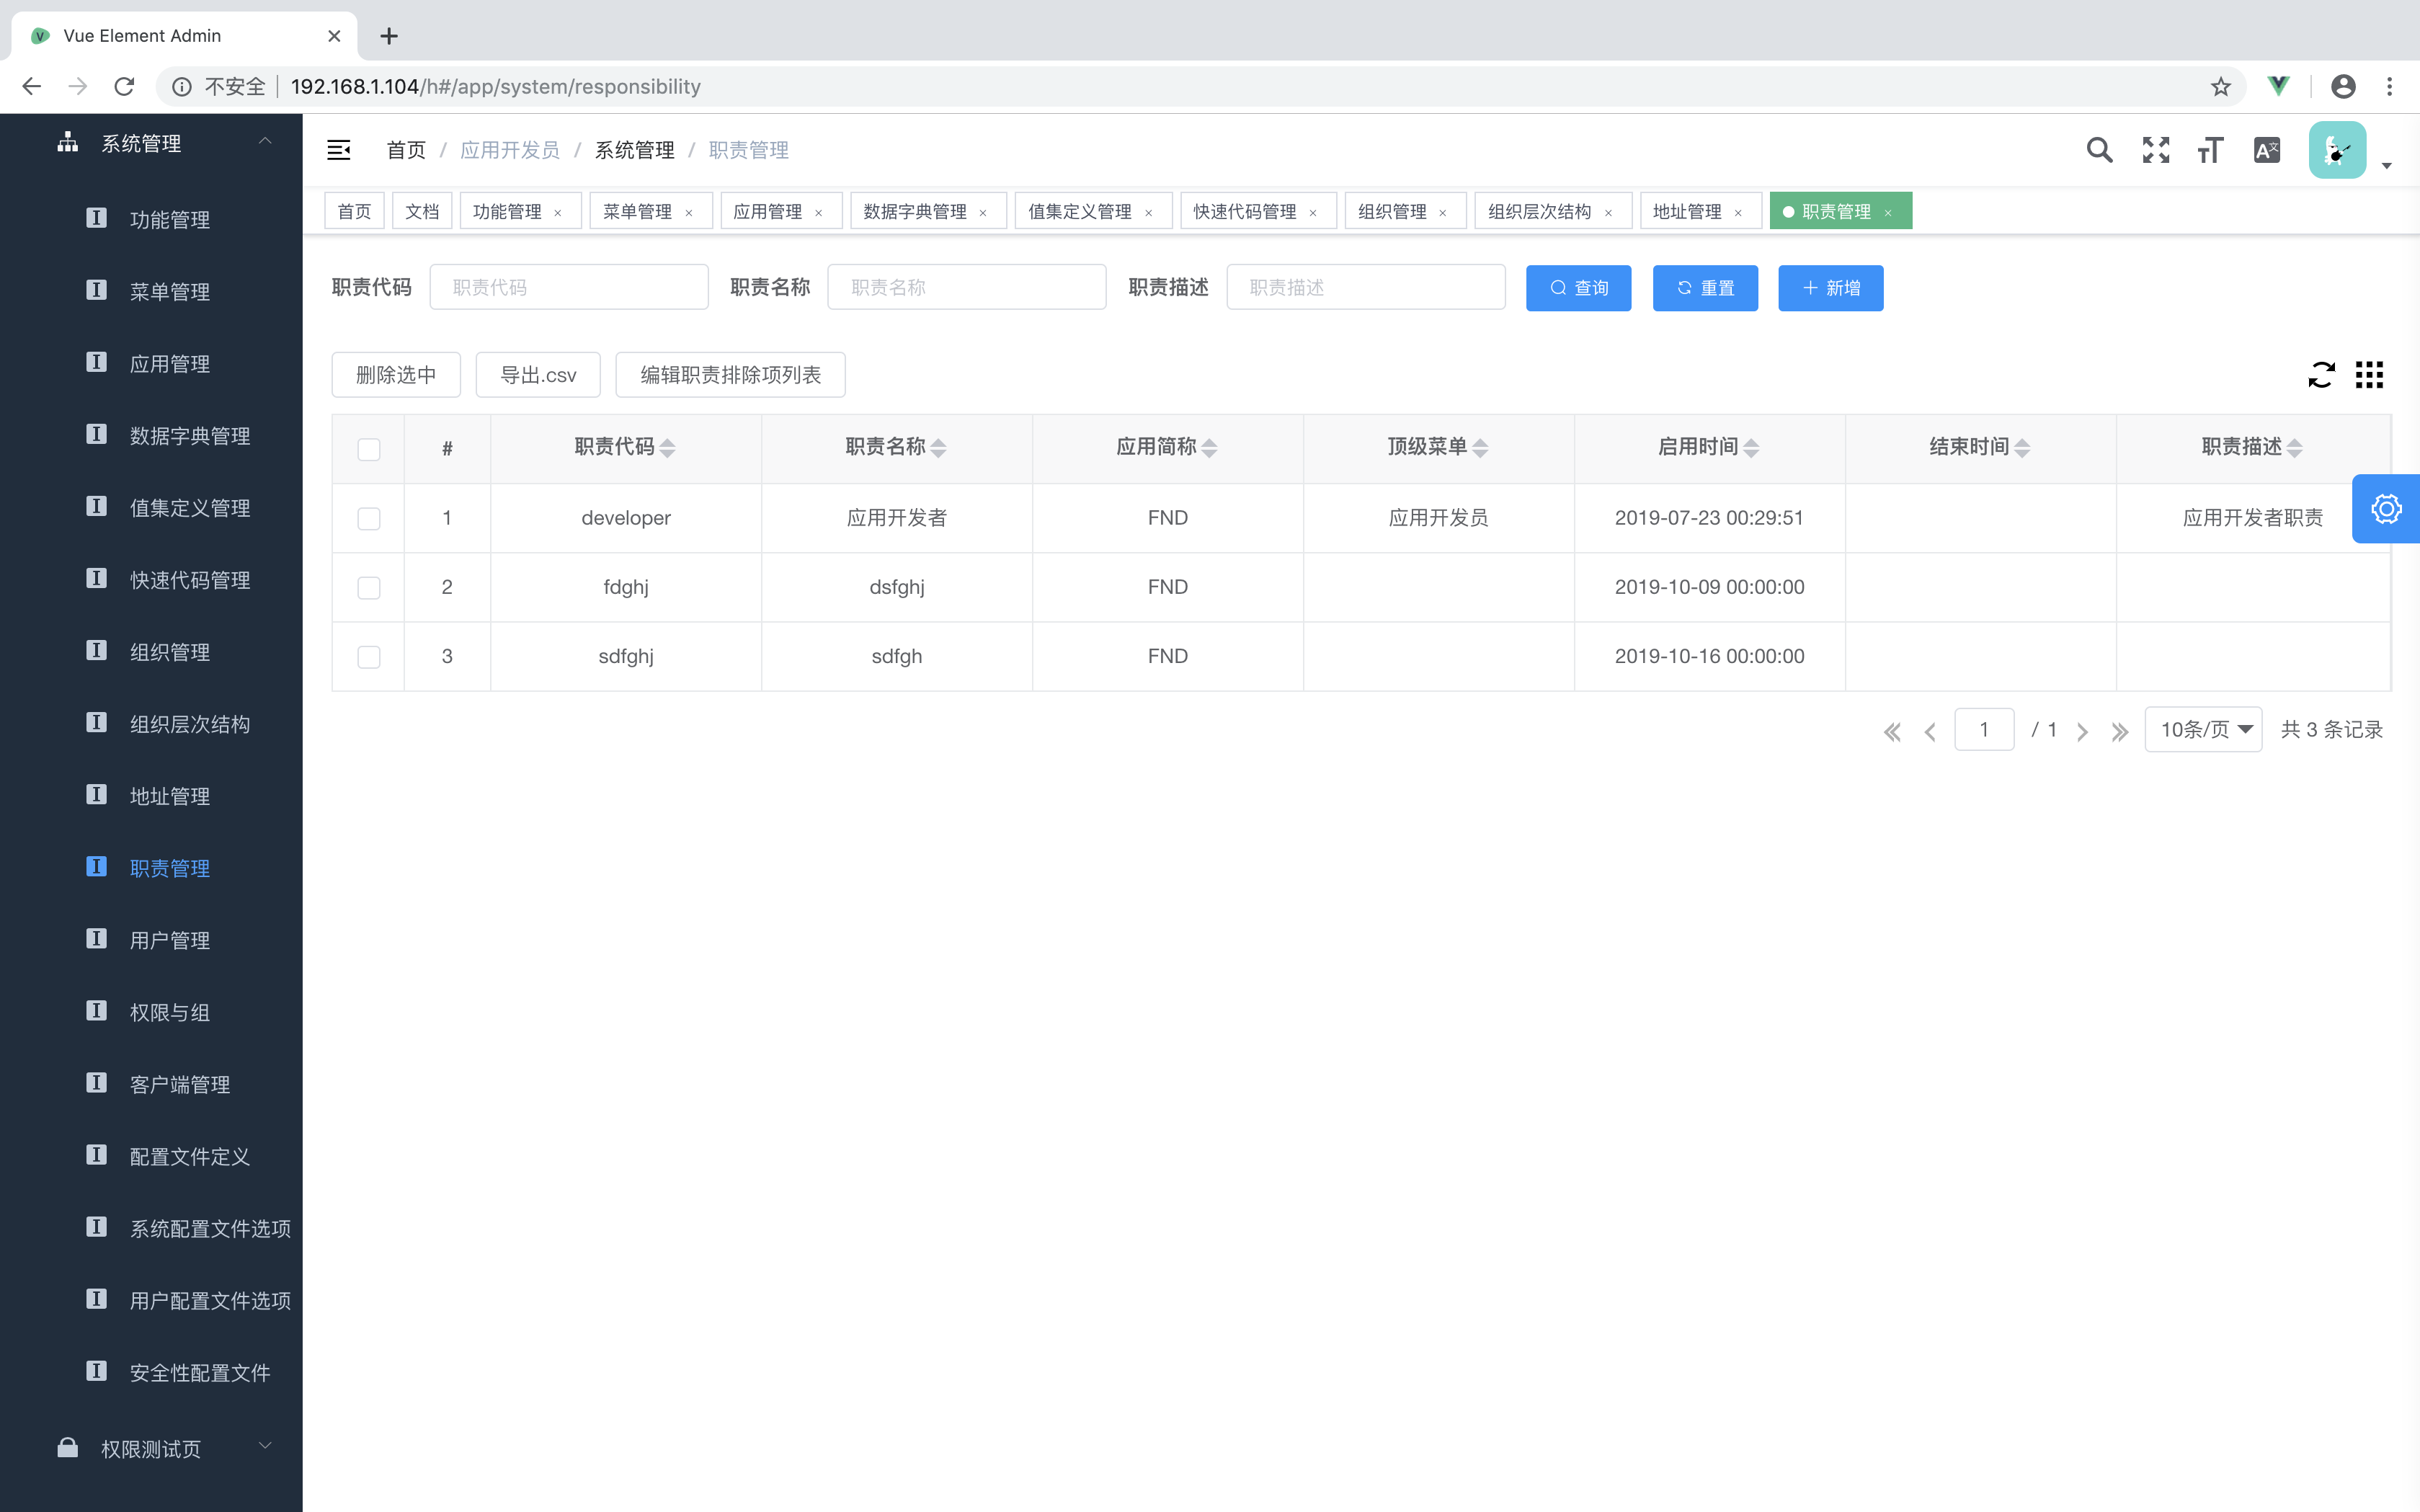 Vue Element Admin
不安全 192.168.1.104/h#/app/system/responsibility
系统管理
功能管理
菜单管理
应用管理
数据字典管理
值集定义管理
快速代码管理
组织管理
组织层次结构
地址管理
职责管理
用户管理
权限与组
客户端管理
配置文件定义
系统配置文件选项
用户配置文件选项
安全性配置文件
权限测试页
首页 / 应用开发员 / 系统管理 / 职责管理
首页 文档 功能管理 × 菜单管理 × 应用管理 × 数据字典管理 × 值集定义管理 × 快速代码管理 × 组织管理 × 组织层次结构 × 地址管理 × 职责管理 ×
职责代码 职责代码 职责名称 职责名称 职责描述 职责描述 查询 重置 新增
删除选中 导出.csv 编辑职责排除项列表
# 职责代码 职责名称 应用简称 顶级菜单 启用时间 结束时间 职责描述
1 developer 应用开发者 FND 应用开发员 2019-07-23 00:29:51 应用开发者职责
2 fdghj dsfghj FND 2019-10-09 00:00:00
3 sdfghj sdfgh FND 2019-10-16 00:00:00
1 / 1 10条/页 共 3 条记录